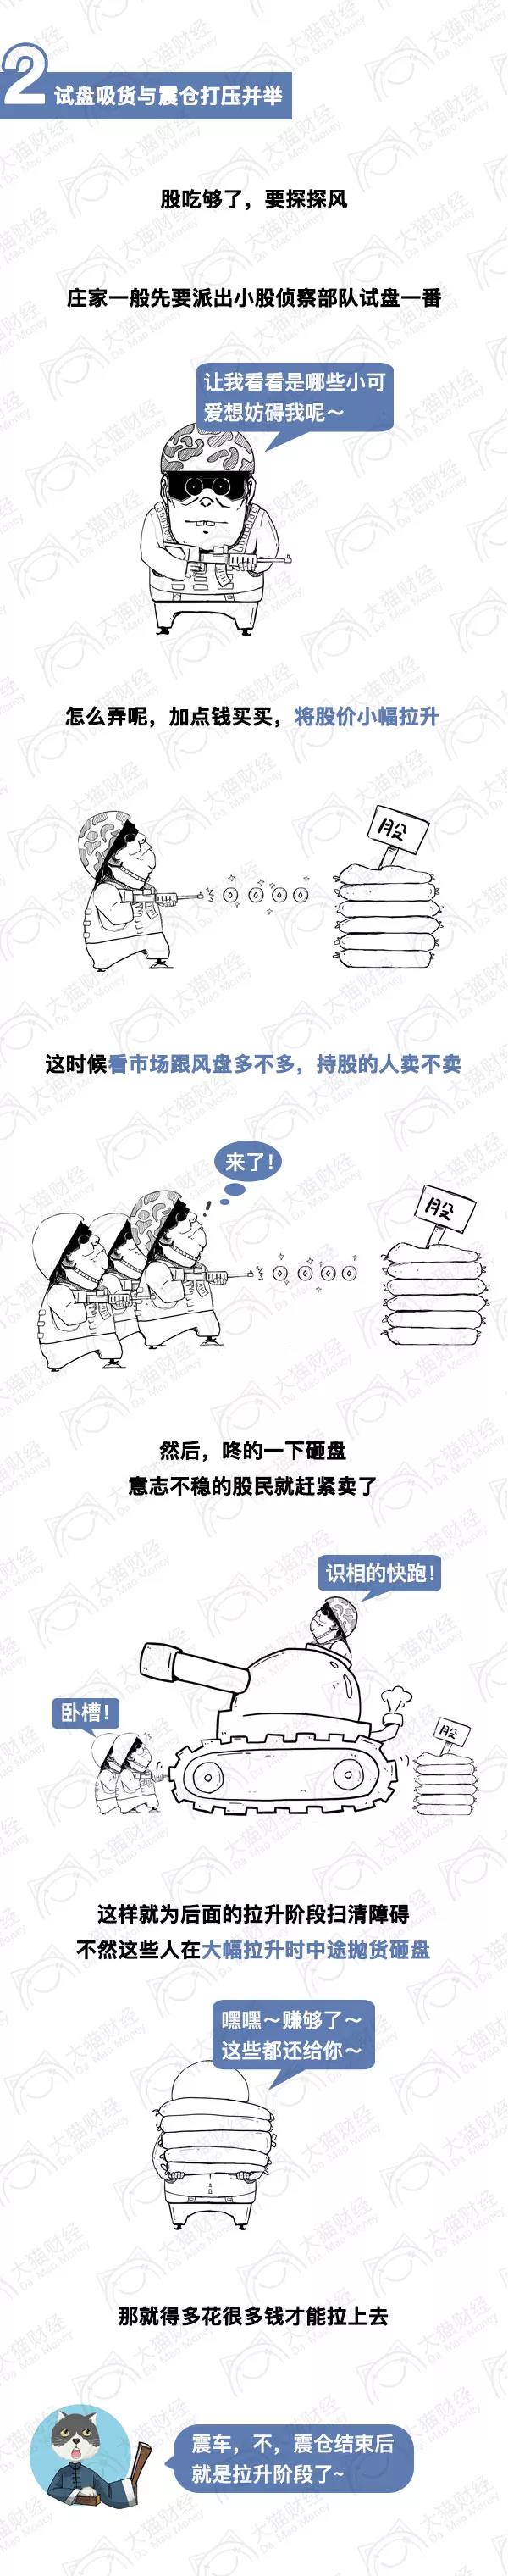 2
试盘吸货与震仓打压并举
股吃够了，要探探风
庄家一般先要派出小股侦察部队试盘一番
让我看看是哪些小可
爱想妨碍我呢～
怎么弄呢，加点钱买买，将股价小幅拉升
股
这时候看市场跟风盘多不多，持股的人卖不卖
来了！
股
然后，咚的一下砸盘
意志不稳的股民就赶紧卖了
识相的快跑！
卧槽！
股
这样就为后面的拉升阶段扫清障碍
不然这些人在大幅拉升时中途抛货砸盘
嘿嘿～赚够了～
这些都还给你～
那就得多花很多钱才能拉上去
震车，不，震仓结束后
就是拉升阶段了~
大猫财经
Da Mao Money